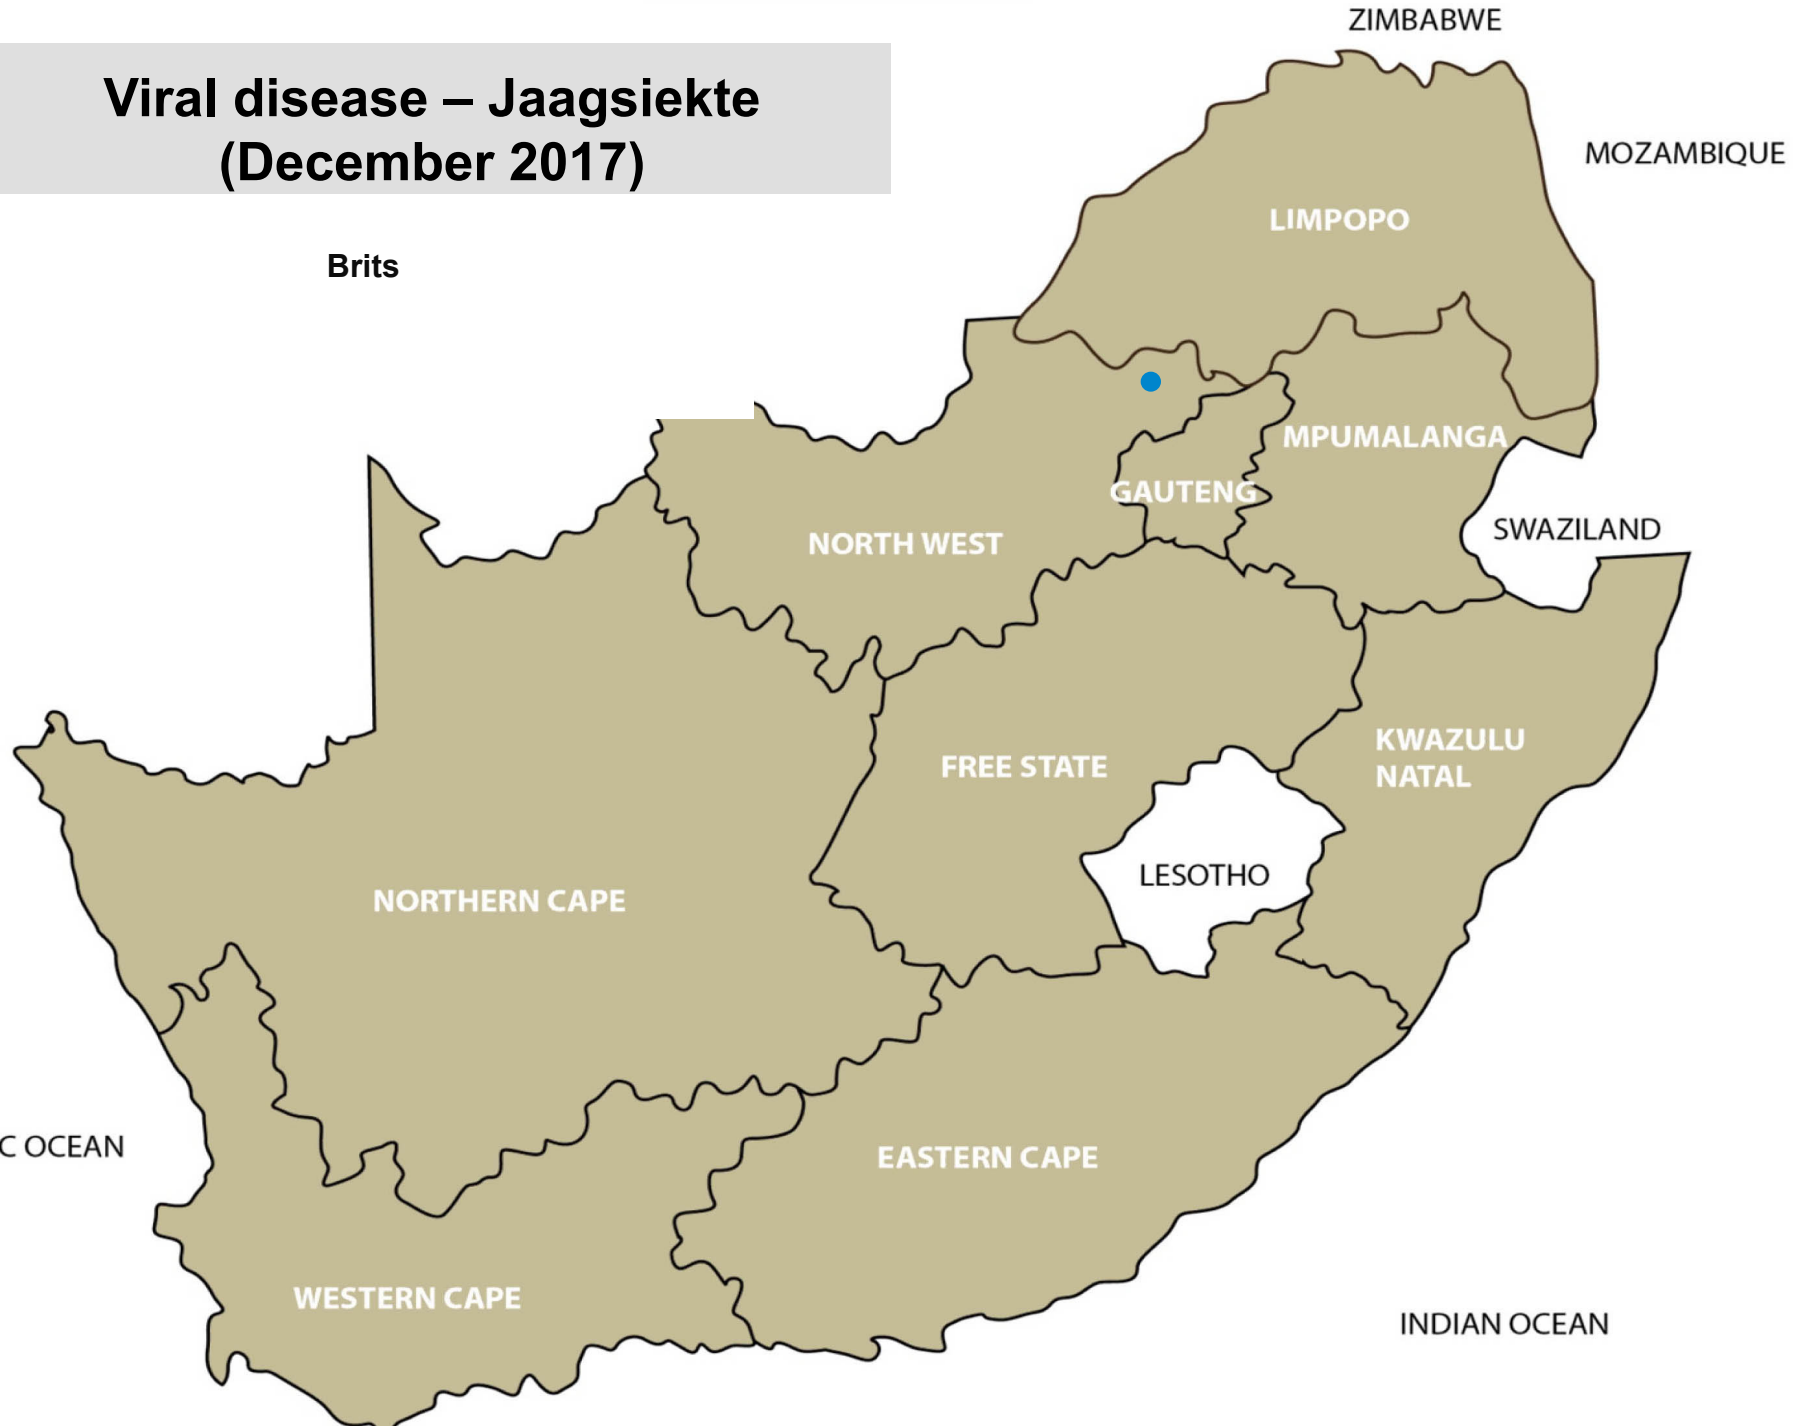 ZIMBABWE
Viral disease – Jaagsiekte
(December 2017)
MOZAMBIQUE
LIMPOPO
Brits
MPUMALANGA
GAUTENG
SWAZILAND
NORTH WEST
KWAZULU
NATAL
FREE STATE
LESOTHO
NORTHERN CAPE
C OCEAN
EASTERN CAPE
WESTERN CAPE
INDIAN OCEAN